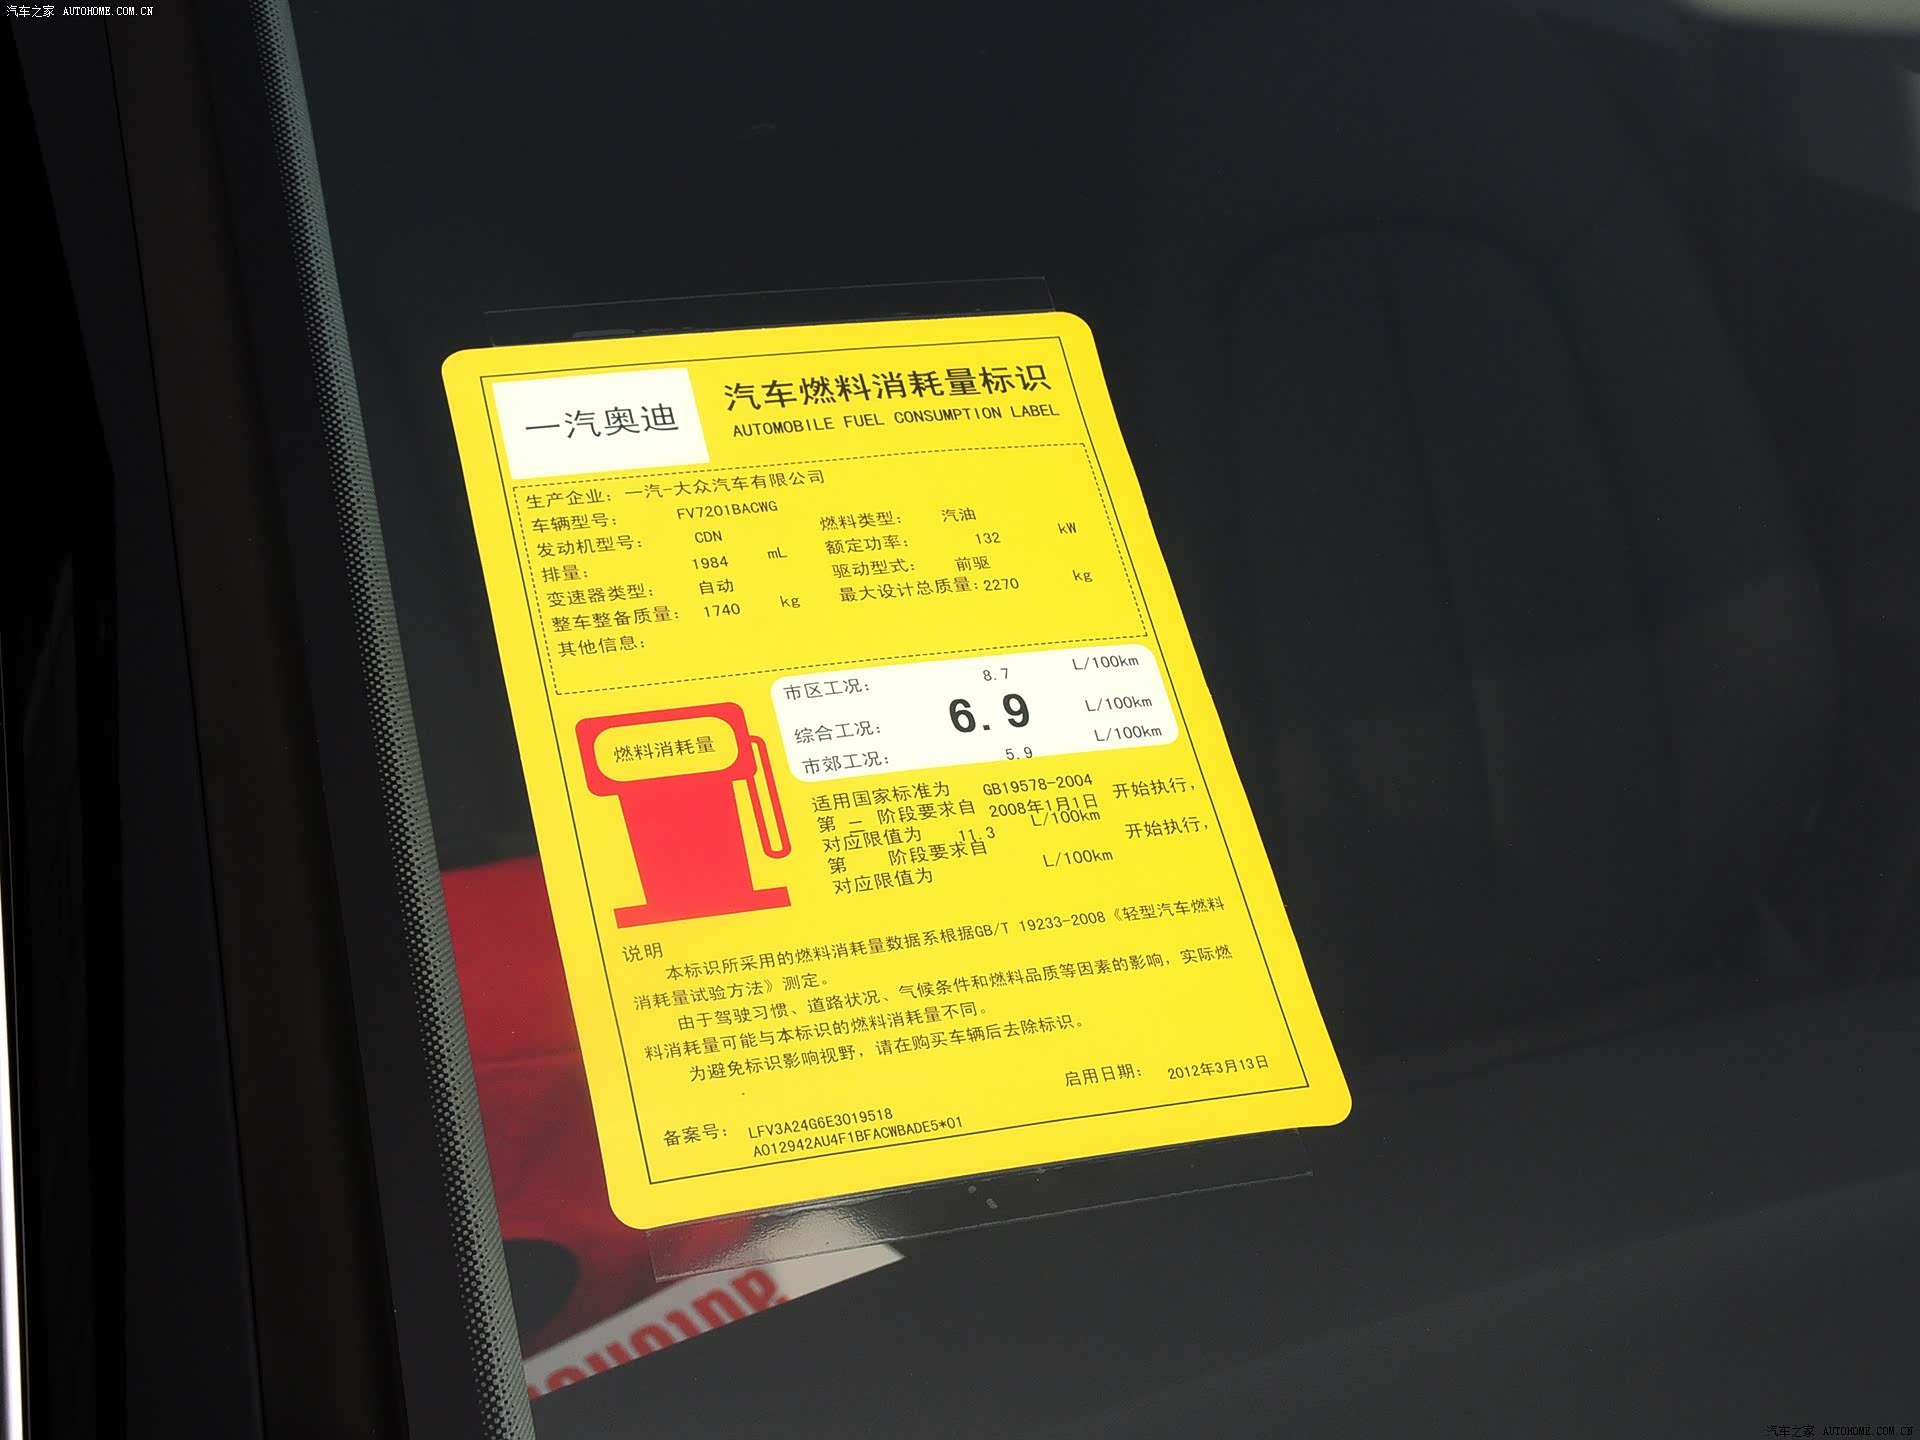 汽车之家 AUTOHOME.COM.CN
一汽奥迪
汽车燃料消耗量标识
AUTOMOBILE FUEL CONSUMPTION LABEL
生产企业: 一汽-大众汽车有限公司
车辆型号: FV7201BACWG 燃料类型: 汽油
发动机型号: CDN 额定功率: 132 kW
排量: 1984 mL 驱动型式: 前驱
变速器类型: 自动 最大设计总质量: 2270 kg
整车整备质量: 1740 kg
其他信息:
市区工况: 8.7 L/100km
综合工况: 6.9 L/100km
市郊工况: 5.9 L/100km
燃料消耗量
适用国家标准为 GB19578-2004
第 二 阶段要求自 2008年1月1日 开始执行,
对应限值为 11.3 L/100km
第 阶段要求自 开始执行,
对应限值为 L/100km
说明
本标识所采用的燃料消耗量数据系根据GB/T 19233-2008《轻型汽车燃料
消耗量试验方法》测定。
由于驾驶习惯、道路状况、气候条件和燃料品质等因素的影响, 实际燃
料消耗量可能与本标识的燃料消耗量不同。
为避免标识影响视野, 请在购买车辆后去除标识。
启用日期: 2012年3月13日
备案号: LFV3A24G6E3019518
A012942AU4F1BFACWBADE5*01
汽车之家 AUTOHOME.COM.CN